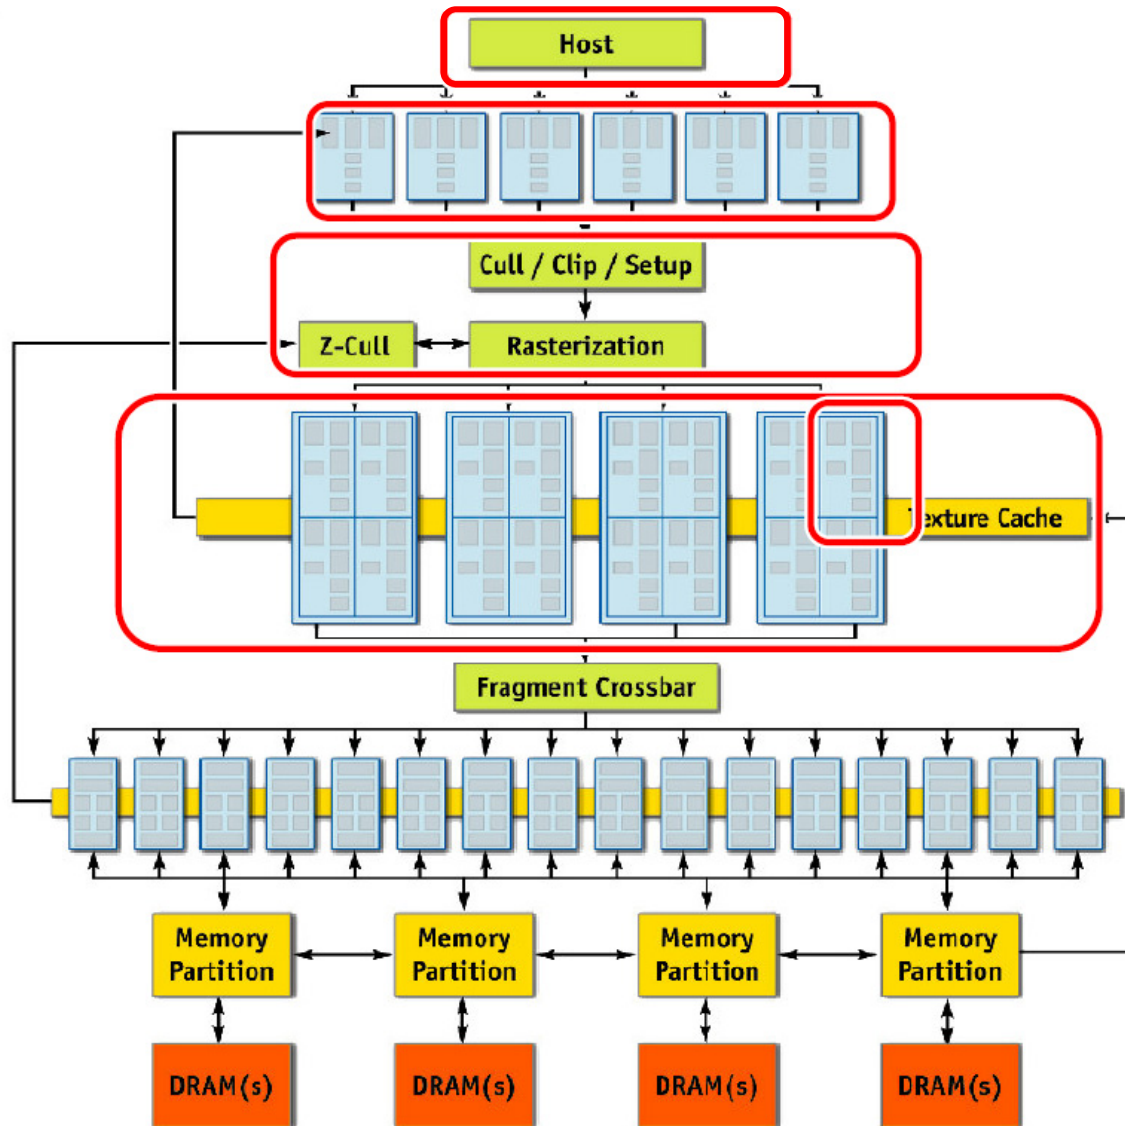 Host
Cull / Clip / Setup
Z-Cull
Rasterization
Texture Cache
Fragment Crossbar
Memory
Partition
Memory
Partition
Memory
Partition
Memory
Partition
DRAM(s)
DRAM(s)
DRAM(s)
DRAM(s)